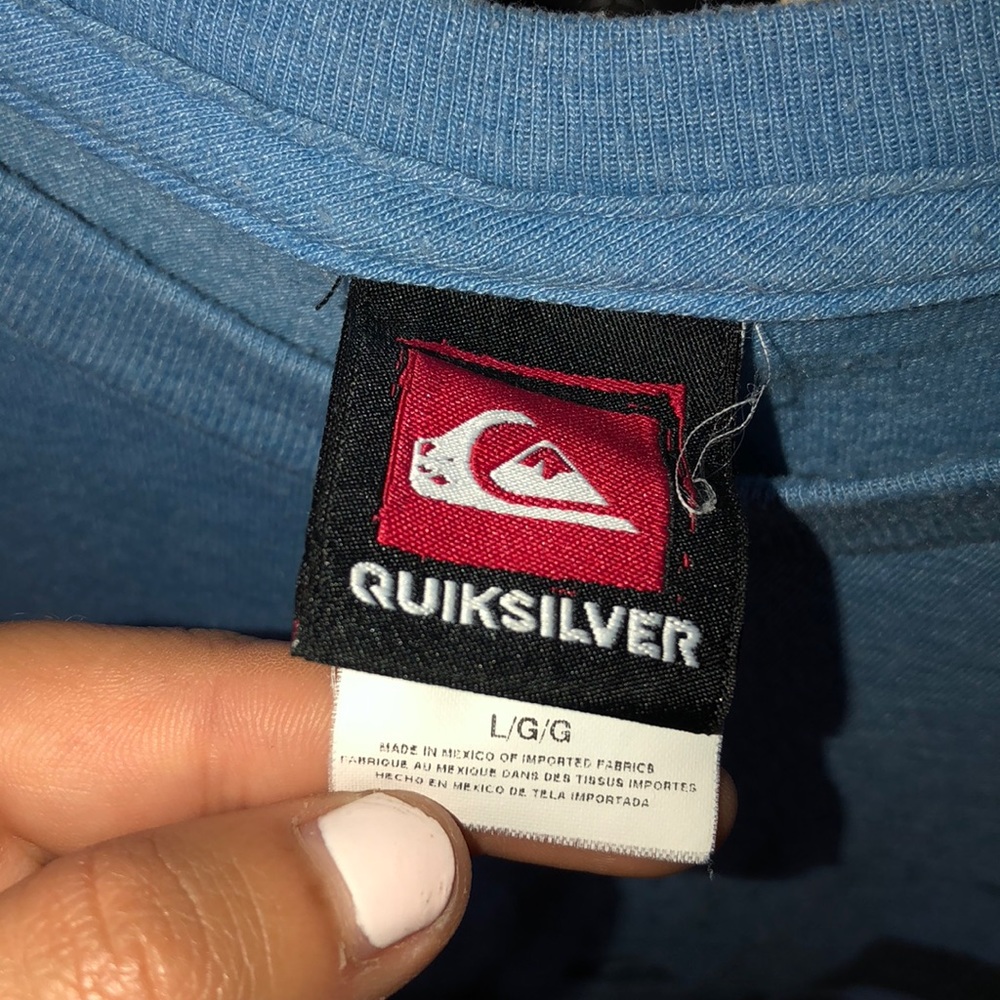 QUIKSILVER
L/G/G
MADE IN MEXICO OF IMPORTED FABRICS
FABRIQUE AU MEXIQUE DANS DES TISSUS IMPORTES
HECHO EN MEXICO DE TELA IMPORTADA